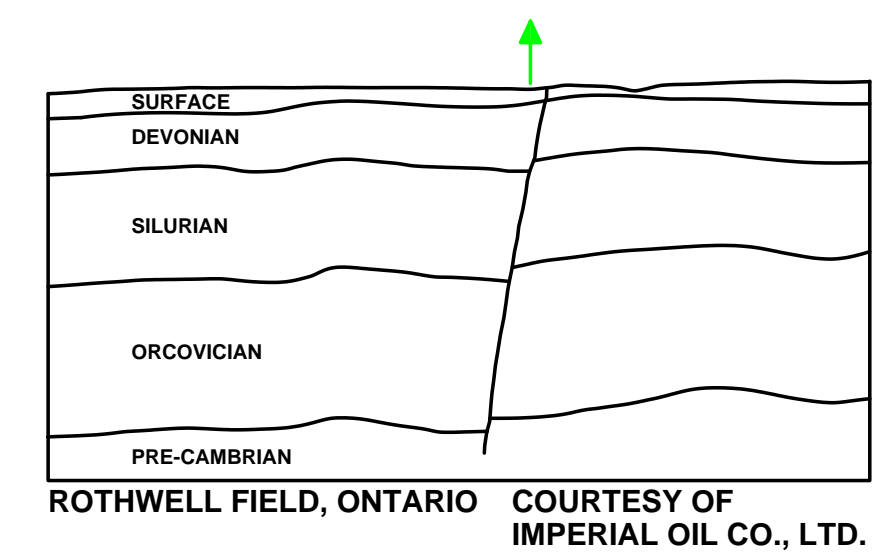 SURFACE
DEVONIAN
SILURIAN
ORCOVICIAN
PRE-CAMBRIAN
ROTHWELL FIELD, ONTARIO
COURTESY OF
IMPERIAL OIL CO., LTD.